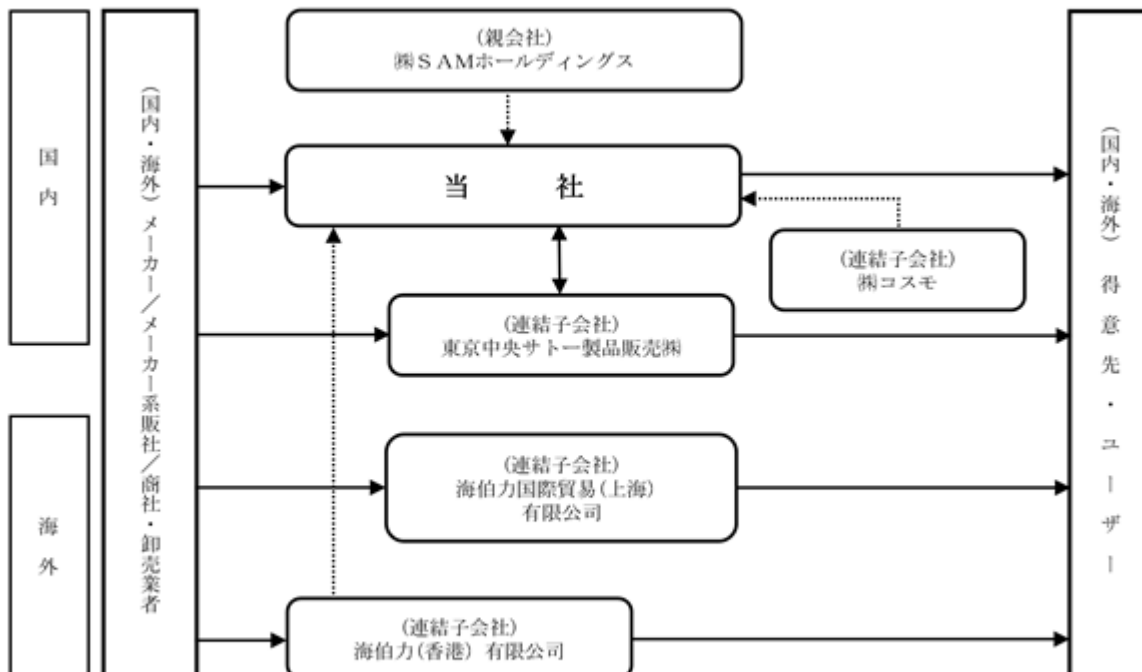 国内
海外
(国内・海外)メーカー/メーカー系販社/商社・卸売業者
(親会社)
㈱SAMホールディングス
当 社
(連結子会社)
㈱コスモ
(連結子会社)
東京中央サトー製品販売㈱
(連結子会社)
海伯力国際貿易(上海)
有限公司
(連結子会社)
海伯力(香港)有限公司
(国内・海外) 得意先・ユーザー